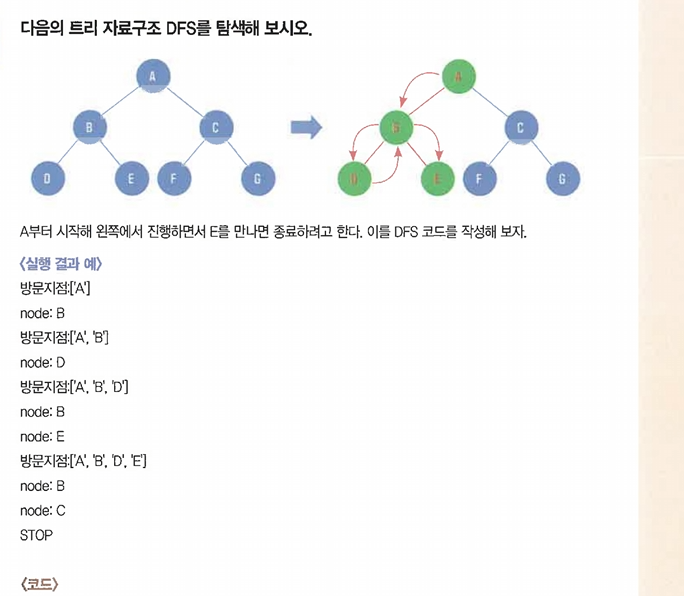 다음의 트리 자료구조 DFS를 탐색해 보시오.
A
B
C
D
E
F
G
A
B
C
D
E
F
G
A부터 시작해 왼쪽에서 진행하면서 E를 만나면 종료하려고 한다. 이를 DFS 코드를 작성해 보자.
〈실행 결과 예〉
방문지점:['A']
node: B
방문지점:['A', 'B']
node: D
방문지점:['A', 'B', 'D']
node: B
node: E
방문지점:['A', 'B', 'D', 'E']
node: B
node: C
STOP
〈코드〉